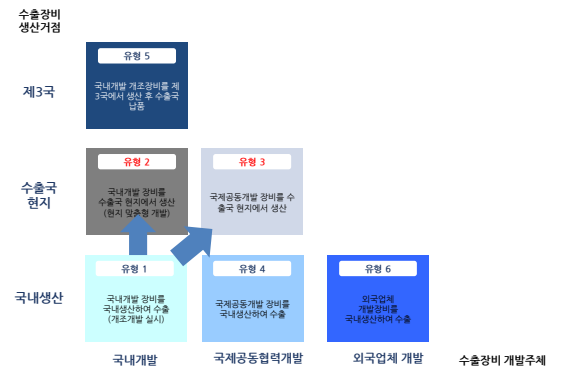 수출장비
생산거점
유형 5
국내개발 개조장비를 제
3국에서 생산 후 수출국
납품
제3국
유형 2
국내개발 장비를
수출국 현지에서 생산
(현지 맞춤형 개발)
유형 3
국제공동개발 장비를 수
출국 현지에서 생산
수출국
현지
유형 1
국내개발 장비를
국내생산하여 수출
(개조개발 실시)
유형 4
국제공동개발 장비를
국내생산하여 수출
유형 6
외국업체
개발장비를
국내생산하여 수출
국내생산
국내개발
국제공동협력개발
외국업체 개발
수출장비 개발주체